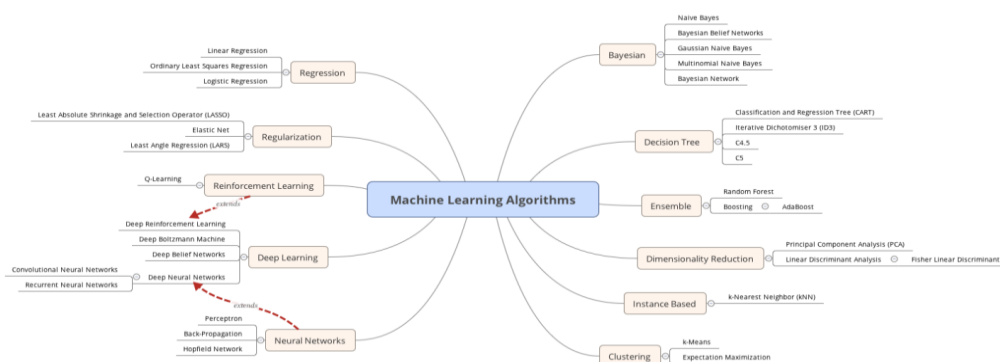 Machine Learning Algorithms
Regression
Linear Regression
Ordinary Least Squares Regression
Logistic Regression
Regularization
Least Absolute Shrinkage and Selection Operator (LASSO)
Elastic Net
Least Angle Regression (LARS)
Reinforcement Learning
Q-Learning
extends
Deep Learning
Deep Reinforcement Learning
Deep Boltzmann Machine
Deep Belief Networks
Deep Neural Networks
Convolutional Neural Networks
Recurrent Neural Networks
extends
Neural Networks
Perceptron
Back-Propagation
Hopfield Network
Bayesian
Naive Bayes
Bayesian Belief Networks
Gaussian Naive Bayes
Multinomial Naive Bayes
Bayesian Network
Decision Tree
Classification and Regression Tree (CART)
Iterative Dichotomiser 3 (ID3)
C4.5
C5
Ensemble
Random Forest
Boosting
AdaBoost
Dimensionality Reduction
Principal Component Analysis (PCA)
Linear Discriminant Analysis
Fisher Linear Discriminant
Instance Based
k-Nearest Neighbor (kNN)
Clustering
k-Means
Expectation Maximization